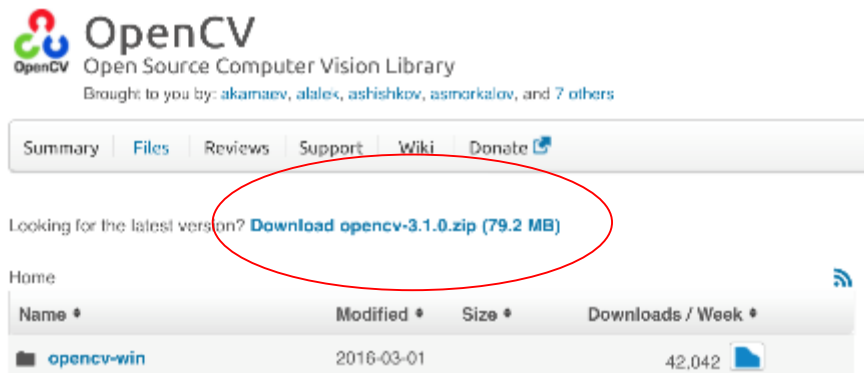 OpenCV
OpenCV
Open Source Computer Vision Library
Brought to you by: akamaev, alalek, ashishkov, asmorkalov, and 7 others
Summary Files Reviews Support Wiki Donate
Looking for the latest version? Download opencv-3.1.0.zip (79.2 MB)
Home
Name Modified Size Downloads / Week
opencv-win 2016-03-01 42,042